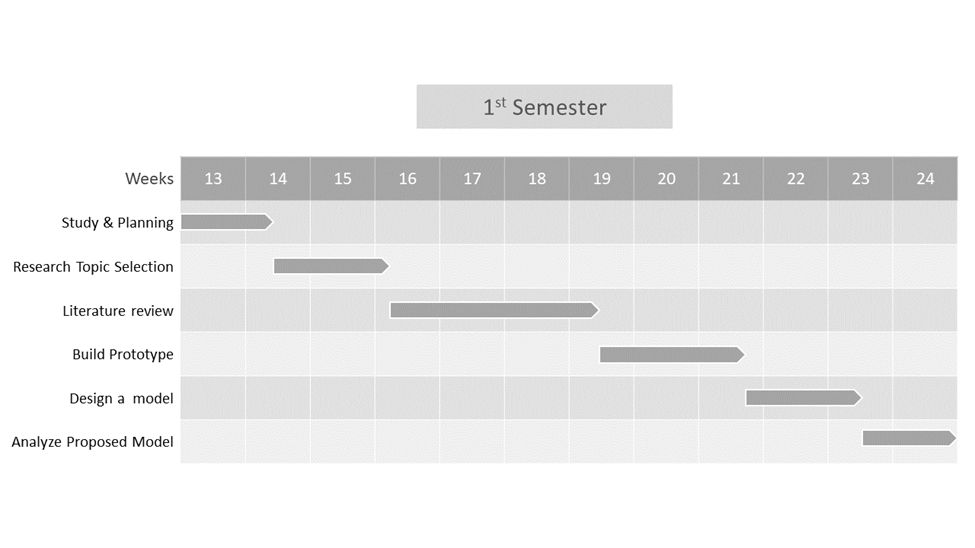 1st Semester
Weeks 13 14 15 16 17 18 19 20 21 22 23 24
Study & Planning
Research Topic Selection
Literature review
Build Prototype
Design a model
Analyze Proposed Model